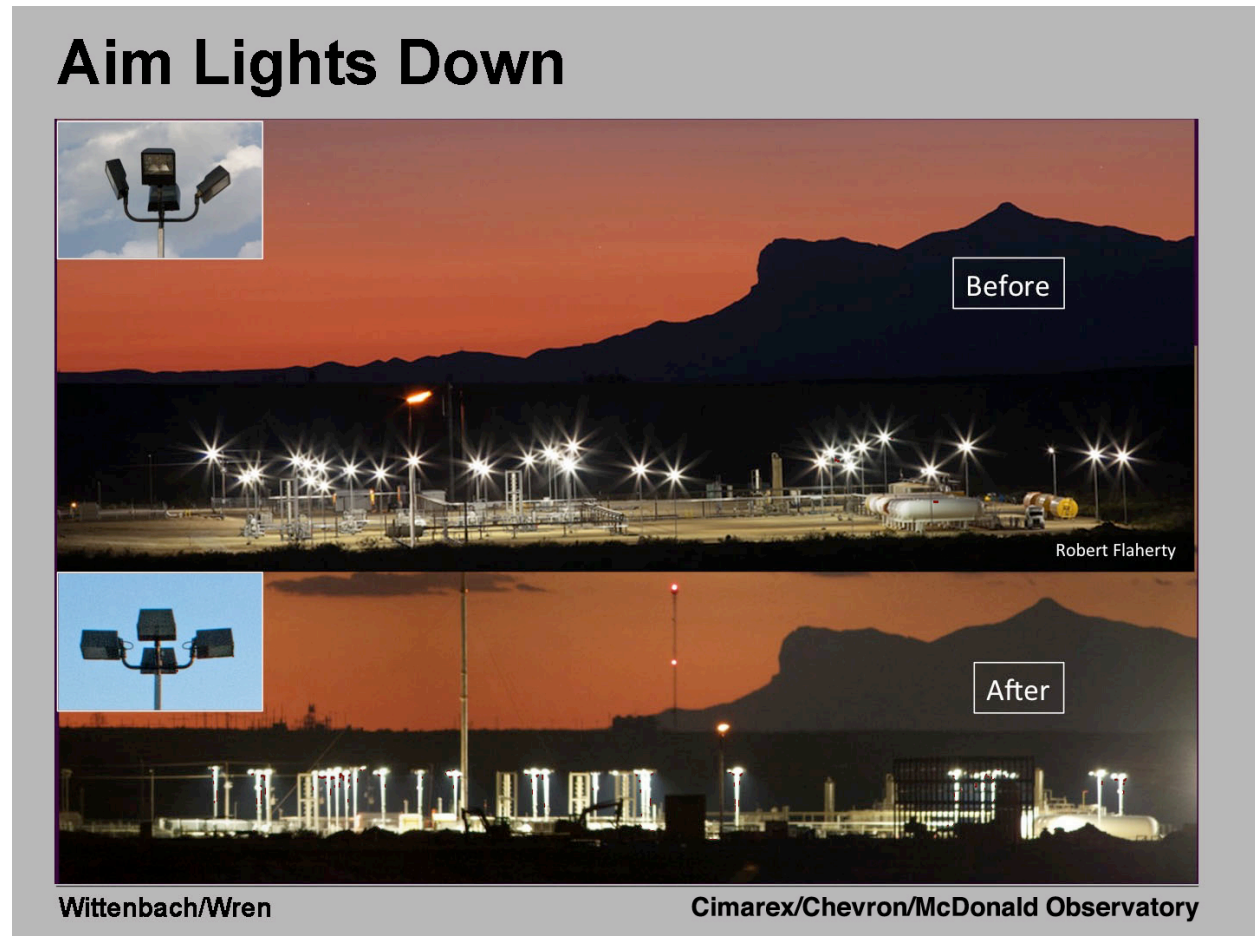 Aim Lights Down
Before
Robert Flaherty
After
Wittenbach/Wren
Cimarex/Chevron/McDonald Observatory